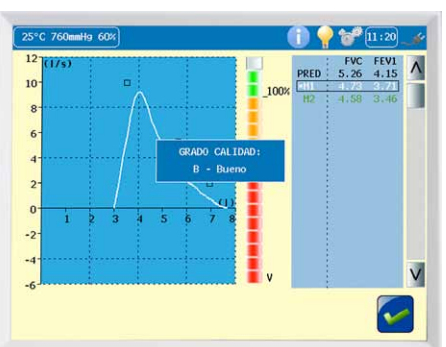 25°C 760mmHg 60%
11:20
12 (l/s)
10
8
6
4
2
0
-2
-4
-6
1 2 3 4 5 6 7 8
(l)
100%
V
GRADO CALIDAD:
B - Bueno
FVC FEV1
PRED 5.26 4.15
*M1 4.73 3.71
M2 4.58 3.46
Λ
V